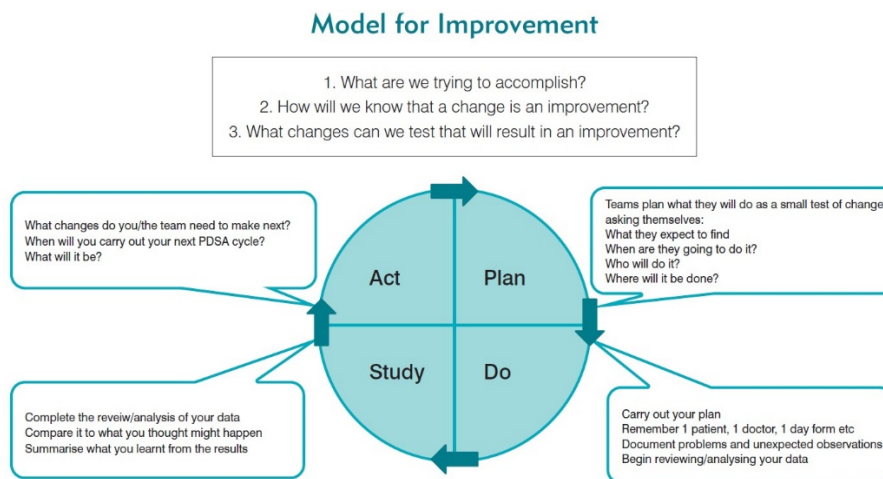 Model for Improvement
1. What are we trying to accomplish?
2. How will we know that a change is an improvement?
3. What changes can we test that will result in an improvement?
What changes do you/the team need to make next?
When will you carry out your next PDSA cycle?
What will it be?
Teams plan what they will do as a small test of change
asking themselves:
What they expect to find
When are they going to do it?
Who will do it?
Where will it be done?
Act
Plan
Study
Do
Complete the reveiw/analysis of your data
Compare it to what you thought might happen
Summarise what you learnt from the results
Carry out your plan
Remember 1 patient, 1 doctor, 1 day form etc
Document problems and unexpected observations
Begin reviewing/analysing your data